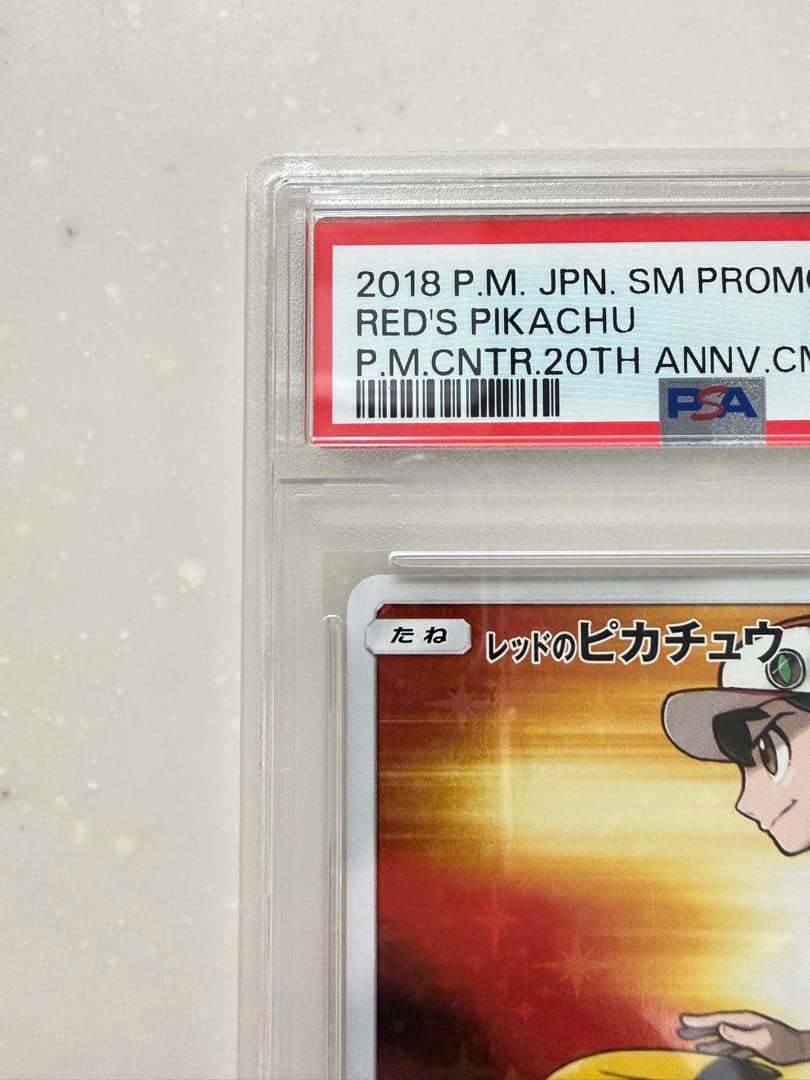 2018 P.M. JPN. SM PROMO
RED'S PIKACHU
P.M.CNTR.20TH ANNV.CM
PSA
たね レッドのピカチュウ